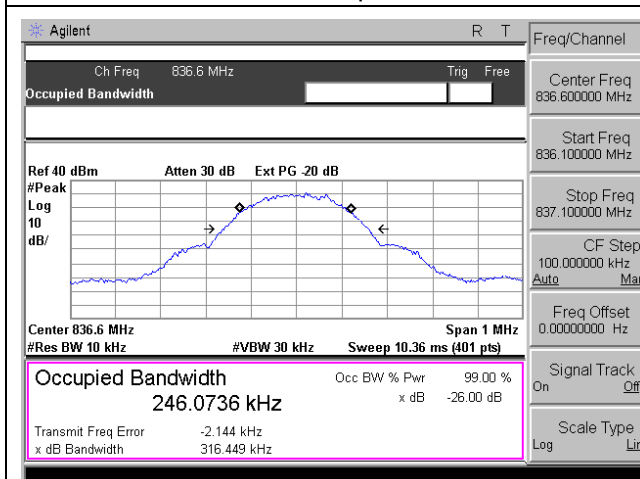 Agilent
R T
Ch Freq 836.6 MHz Trig Free
Occupied Bandwidth
Ref 40 dBm Atten 30 dB Ext PG -20 dB
#Peak
Log
10
dB/
Center 836.6 MHz Span 1 MHz
#Res BW 10 kHz #VBW 30 kHz Sweep 10.36 ms (401 pts)
Occupied Bandwidth Occ BW % Pwr 99.00 %
246.0736 kHz x dB -26.00 dB
Transmit Freq Error -2.144 kHz
x dB Bandwidth 316.449 kHz
Freq/Channel
Center Freq
836.600000 MHz
Start Freq
836.100000 MHz
Stop Freq
837.100000 MHz
CF Step
100.000000 kHz
Auto Man
Freq Offset
0.00000000 Hz
Signal Track
On Off
Scale Type
Log Lin